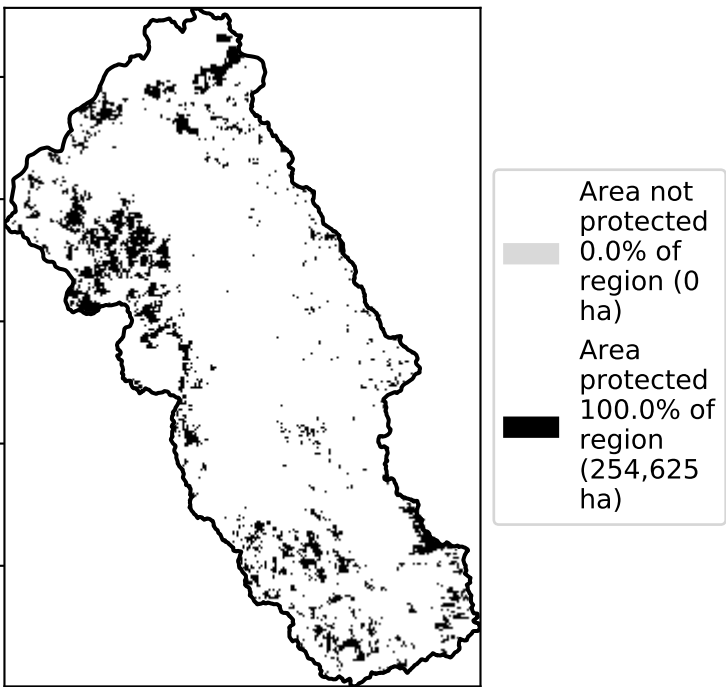 Area not
protected
0.0% of
region (0
ha)
Area
protected
100.0% of
region
(254,625
ha)